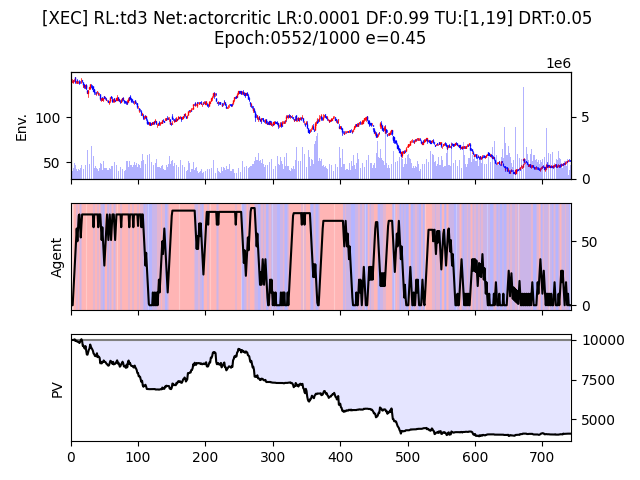 [XEC] RL:td3 Net:actorcritic LR:0.0001 DF:0.99 TU:[1,19] DRT:0.05
Epoch:0552/1000 e=0.45
1e6
Env.
100
50
5
0
Agent
50
0
PV
10000
7500
5000
0 100 200 300 400 500 600 700